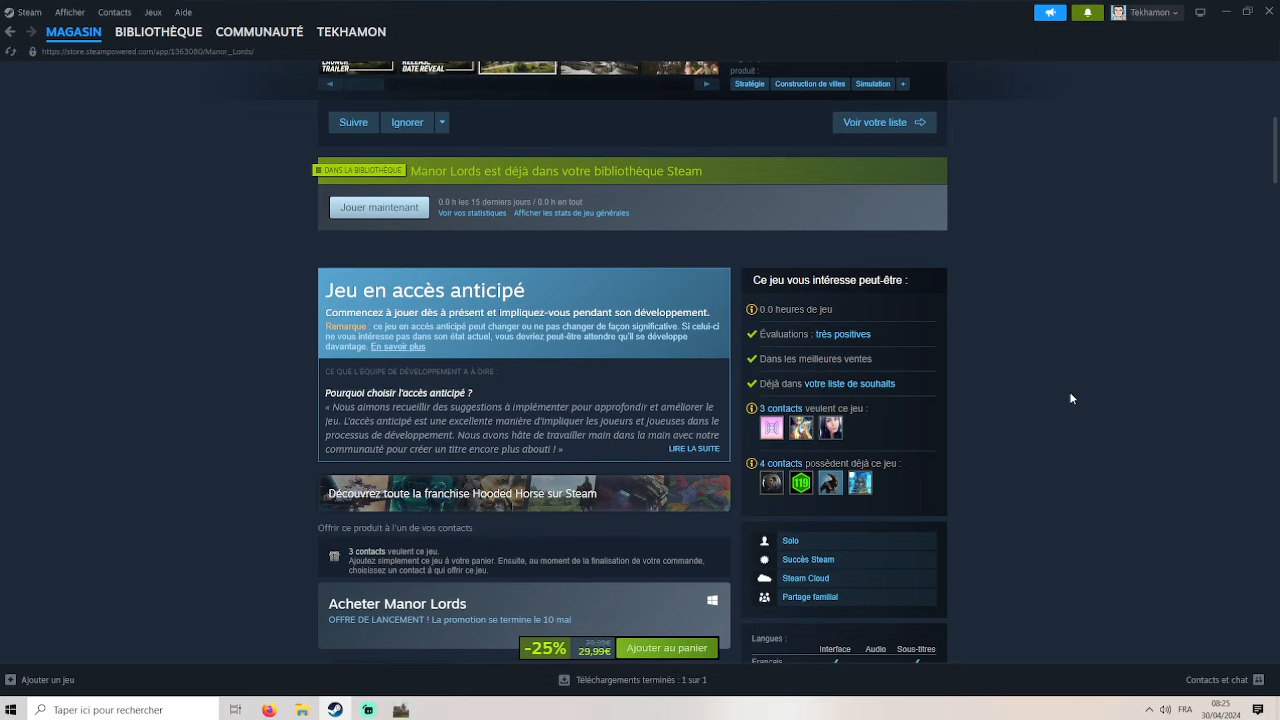 Steam Afficher Contacts Jeux Aide
Tekhamon
MAGASIN BIBLIOTHÈQUE COMMUNAUTÉ TEKHAMON
https://store.steampowered.com/app/1363080/Manor_Lords/
LAUNCH
TRAILER
RELEASE
DATE REVEAL
produit :
Stratégie Construction de villes Simulation +
Suivre Ignorer
Voir votre liste
DANS LA BIBLIOTHÈQUE Manor Lords est déjà dans votre bibliothèque Steam
Jouer maintenant
0.0 h les 15 derniers jours / 0.0 h en tout
Voir vos statistiques Afficher les stats de jeu générales
Jeu en accès anticipé
Commencez à jouer dès à présent et impliquez-vous pendant son développement.
Remarque : ce jeu en accès anticipé peut changer ou ne pas changer de façon significative. Si celui-ci
ne vous intéresse pas dans son état actuel, vous devriez peut-être attendre qu'il se développe
davantage. En savoir plus
CE QUE L'ÉQUIPE DE DÉVELOPPEMENT A À DIRE :
Pourquoi choisir l'accès anticipé ?
« Nous aimons recueillir des suggestions à implémenter pour approfondir et améliorer le
jeu. L'accès anticipé est une excellente manière d'impliquer les joueurs et joueuses dans le
processus de développement. Nous avons hâte de travailler main dans la main avec notre
communauté pour créer un titre encore plus abouti ! »
LIRE LA SUITE
Découvrez toute la franchise Hooded Horse sur Steam
Offrir ce produit à l'un de vos contacts
3 contacts veulent ce jeu.
Ajoutez simplement ce jeu à votre panier. Ensuite, au moment de la finalisation de votre commande,
choisissez un contact à qui offrir ce jeu.
Acheter Manor Lords
OFFRE DE LANCEMENT ! La promotion se termine le 10 mai
-25%
39,99€
29,99€
Ajouter au panier
Ce jeu vous intéresse peut-être :
0.0 heures de jeu
Évaluations : très positives
Dans les meilleures ventes
Déjà dans votre liste de souhaits
3 contacts veulent ce jeu :
4 contacts possèdent déjà ce jeu :
119
Solo
Succès Steam
Steam Cloud
Partage familial
Langues :
Interface Audio Sous-titres
Français
Ajouter un jeu
Téléchargements terminés : 1 sur 1
Contacts et chat
Taper ici pour rechercher
FRA
08:25
30/04/2024